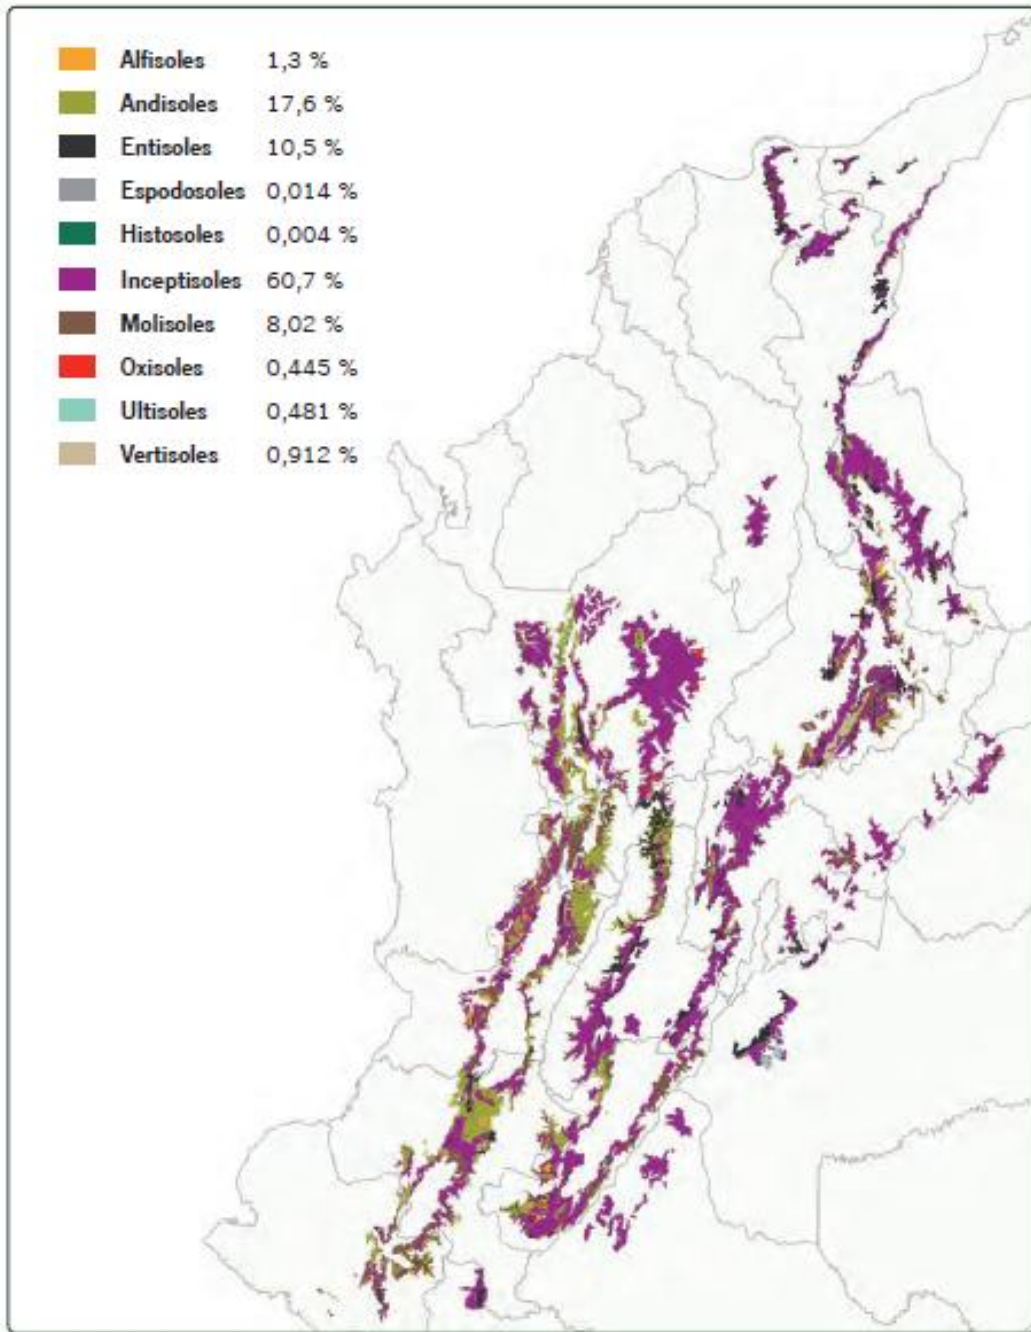 Alfisoles 1,3 %
Andisoles 17,6 %
Entisoles 10,5 %
Espodosoles 0,014 %
Histosoles 0,004 %
Inceptisoles 60,7 %
Molisoles 8,02 %
Oxisoles 0,445 %
Ultisoles 0,481 %
Vertisoles 0,912 %